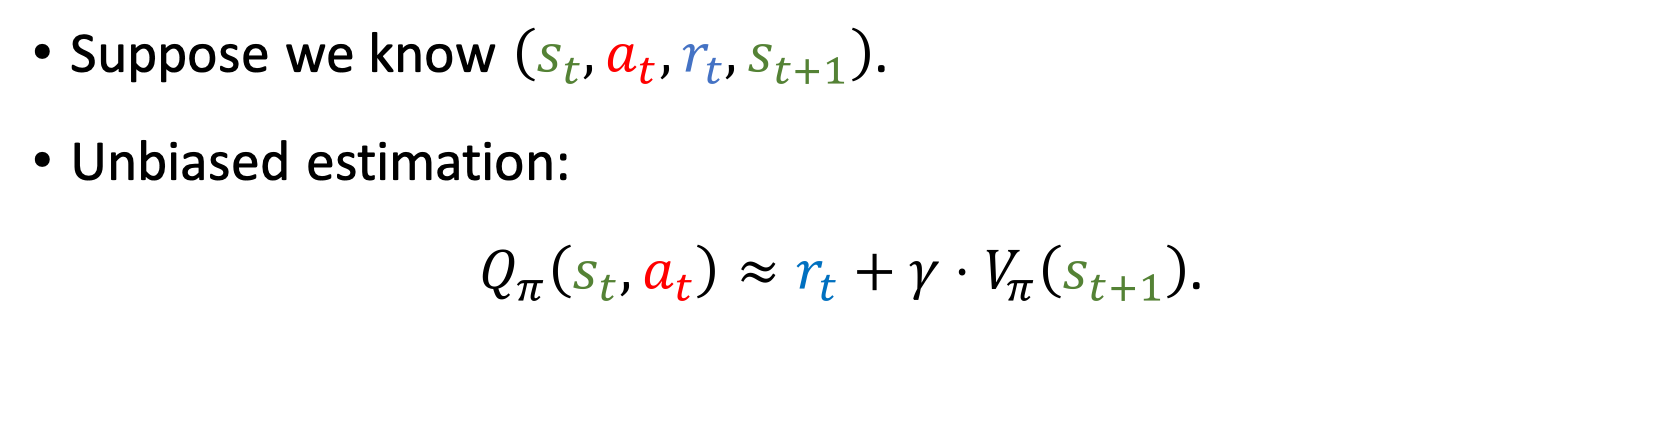 • Suppose we know (s_t, a_t, r_t, s_{t+1}).
• Unbiased estimation:
Q_π(s_t, a_t) ≈ r_t + γ · V_π(s_{t+1}).